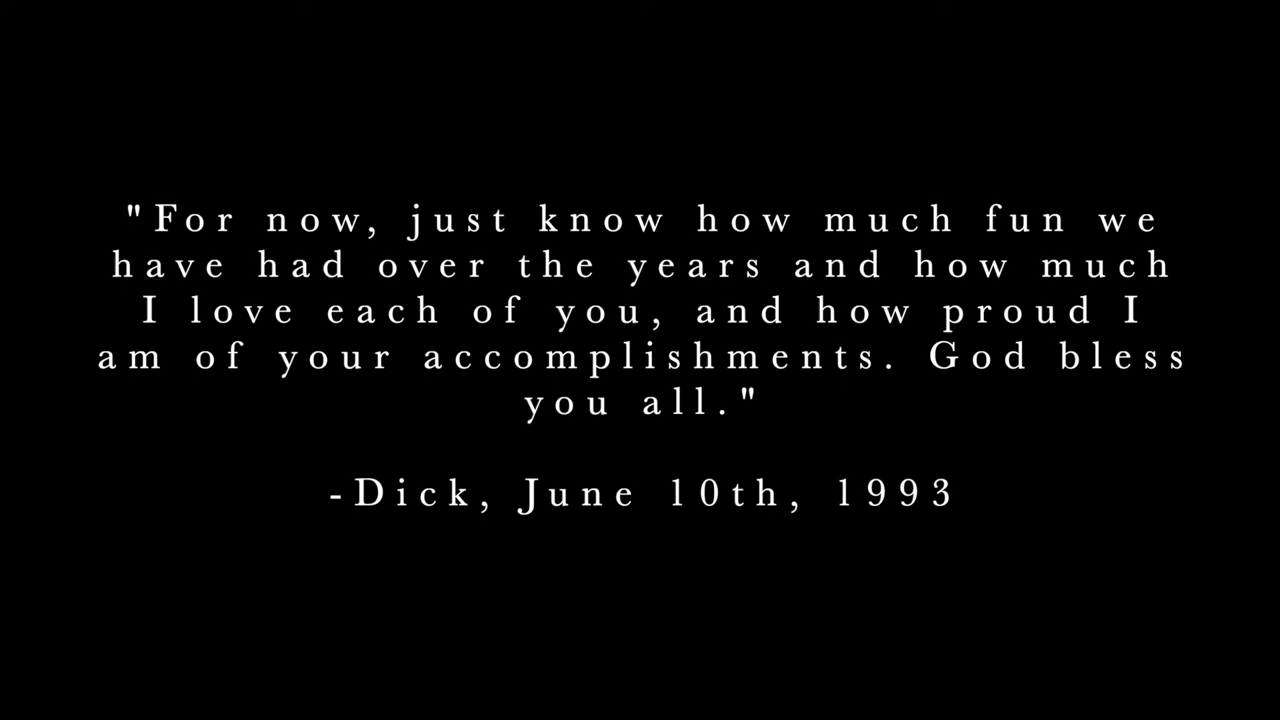 "For now, just know how much fun we
have had over the years and how much
I love each of you, and how proud I
am of your accomplishments. God bless
you all."
-Dick, June 10th, 1993